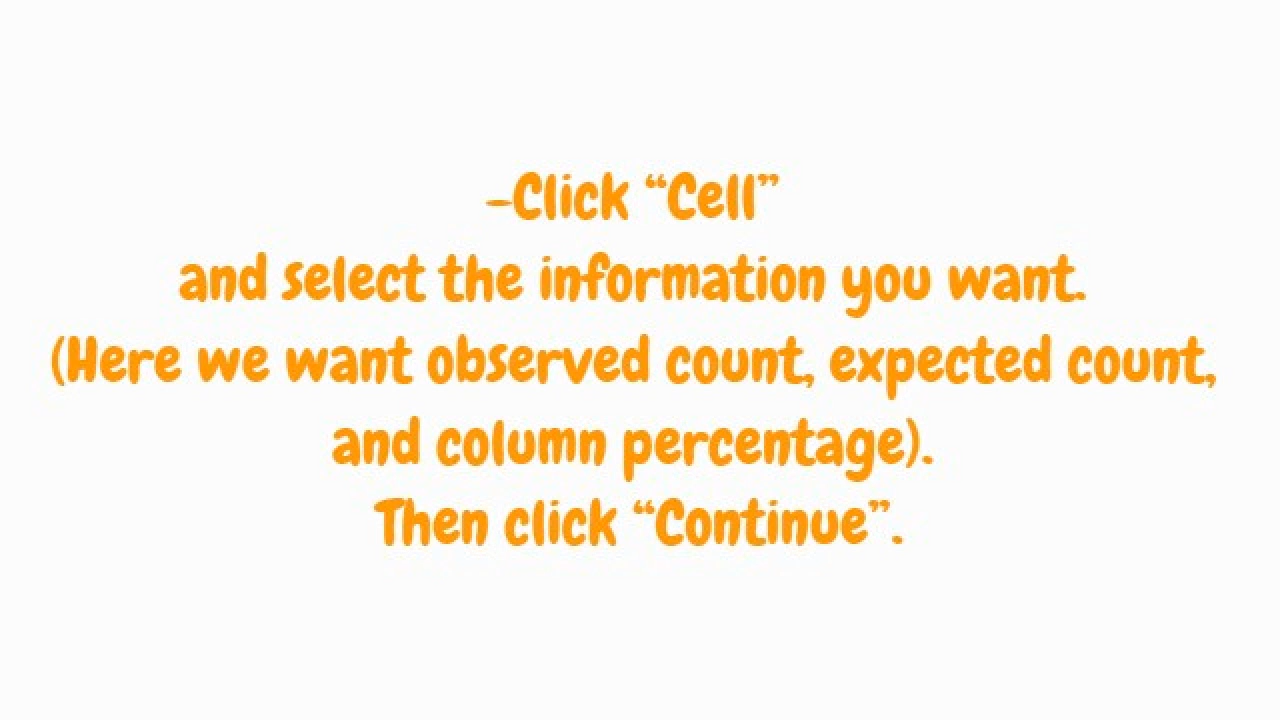 -Click “Cell”
and select the information you want.
(Here we want observed count, expected count,
and column percentage).
Then click “Continue”.